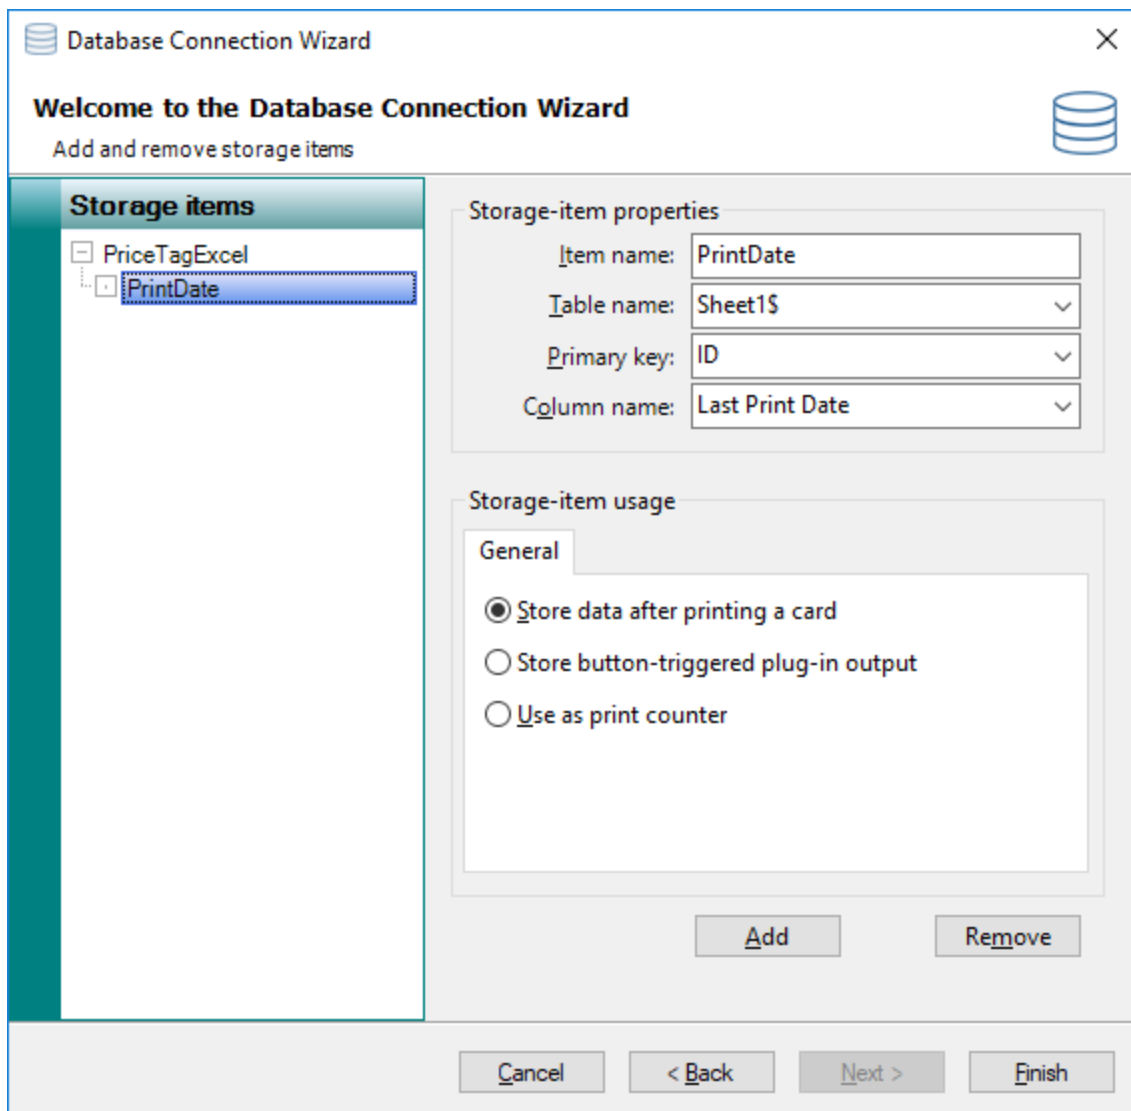 Database Connection Wizard
Welcome to the Database Connection Wizard
Add and remove storage items
Storage items
PriceTagExcel
PrintDate
Storage-item properties
Item name: PrintDate
Table name: Sheet1$
Primary key: ID
Column name: Last Print Date
Storage-item usage
General
Store data after printing a card
Store button-triggered plug-in output
Use as print counter
Add Remove
Cancel < Back Next > Finish